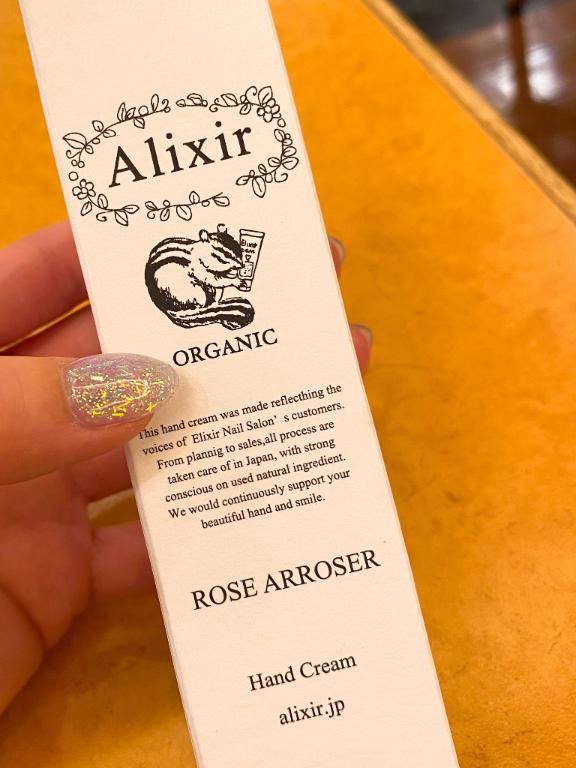 Alixir
ORGANIC
This hand cream was made reflecthing the
voices of Elixir Nail Salon' s customers.
From plannig to sales,all process are
taken care of in Japan, with strong
conscious on used natural ingredient.
We would continuously support your
beautiful hand and smile.
ROSE ARROSER
Hand Cream
alixir.jp